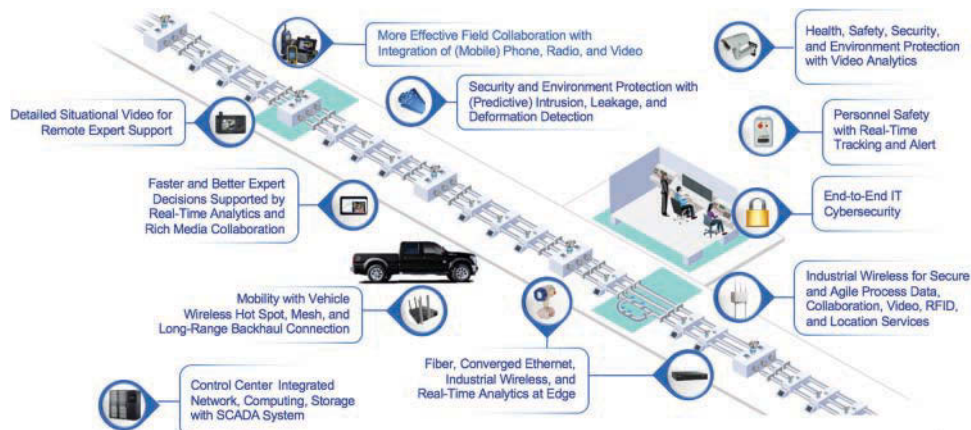 More Effective Field Collaboration with
Integration of (Mobile) Phone, Radio, and Video
Health, Safety, Security,
and Environment Protection
with Video Analytics
Security and Environment Protection with
(Predictive) Intrusion, Leakage, and
Deformation Detection
Detailed Situational Video for
Remote Expert Support
Personnel Safety
with Real-Time
Tracking and Alert
Faster and Better Expert
Decisions Supported by
Real-Time Analytics and
Rich Media Collaboration
End-to-End IT
Cybersecurity
Mobility with Vehicle
Wireless Hot Spot, Mesh, and
Long-Range Backhaul Connection
Industrial Wireless for Secure
and Agile Process Data,
Collaboration, Video, RFID,
and Location Services
Fiber, Converged Ethernet,
Industrial Wireless, and
Real-Time Analytics at Edge
Control Center Integrated
Network, Computing, Storage
with SCADA System